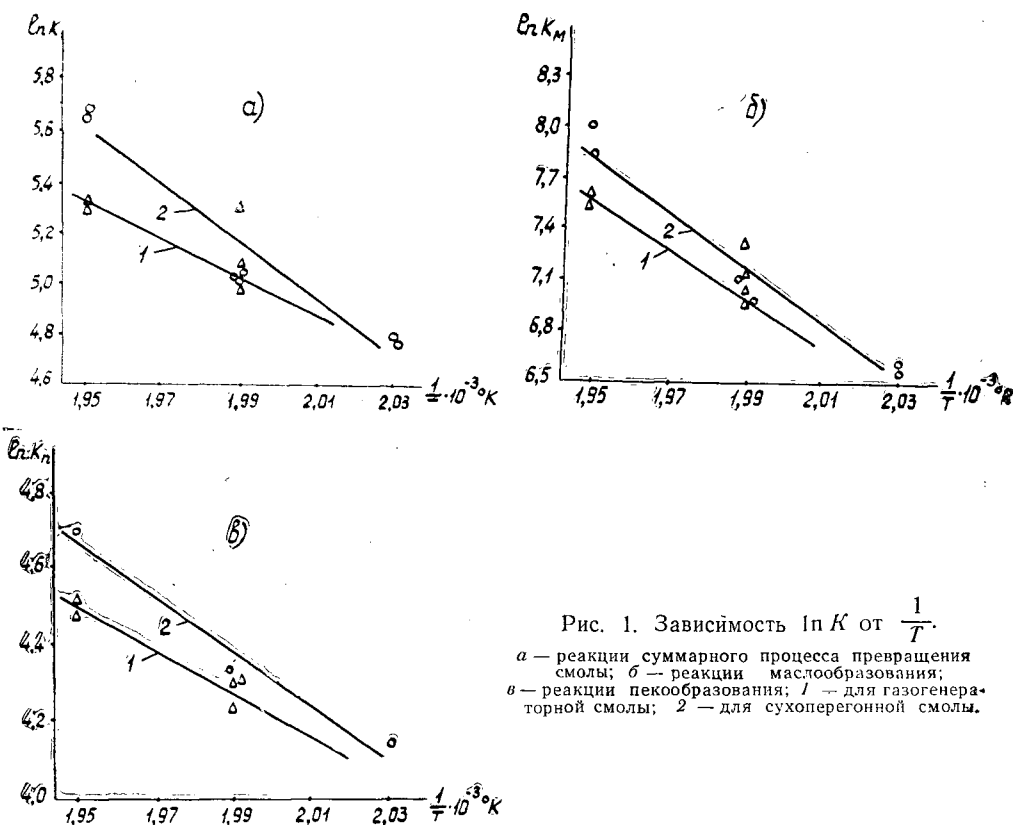 ln K
5,8
5,6
5,4
5,2
5,0
4,8
4,6
а)
2
1
1,95 1,97 1,99 2,01 2,03 1/ ·10⁻³ °K
ln Kм
8,3
8,0
7,7
7,4
7,1
6,8
6,5
б)
2
1
1,95 1,97 1,99 2,01 2,03 1/T ·10⁻³ °K
ln Kп
4,8
4,6
4,4
4,2
4,0
в)
2
1
1,95 1,97 1,99 2,01 2,03 1/T ·10⁻³ °K
Рис. 1. Зависимость ln K от 1/T.
а — реакции суммарного процесса превращения
смолы; б — реакции маслообразования;
в — реакции пекообразования; 1 — для газогенера-
торной смолы; 2 — для сухоперегонной смолы.